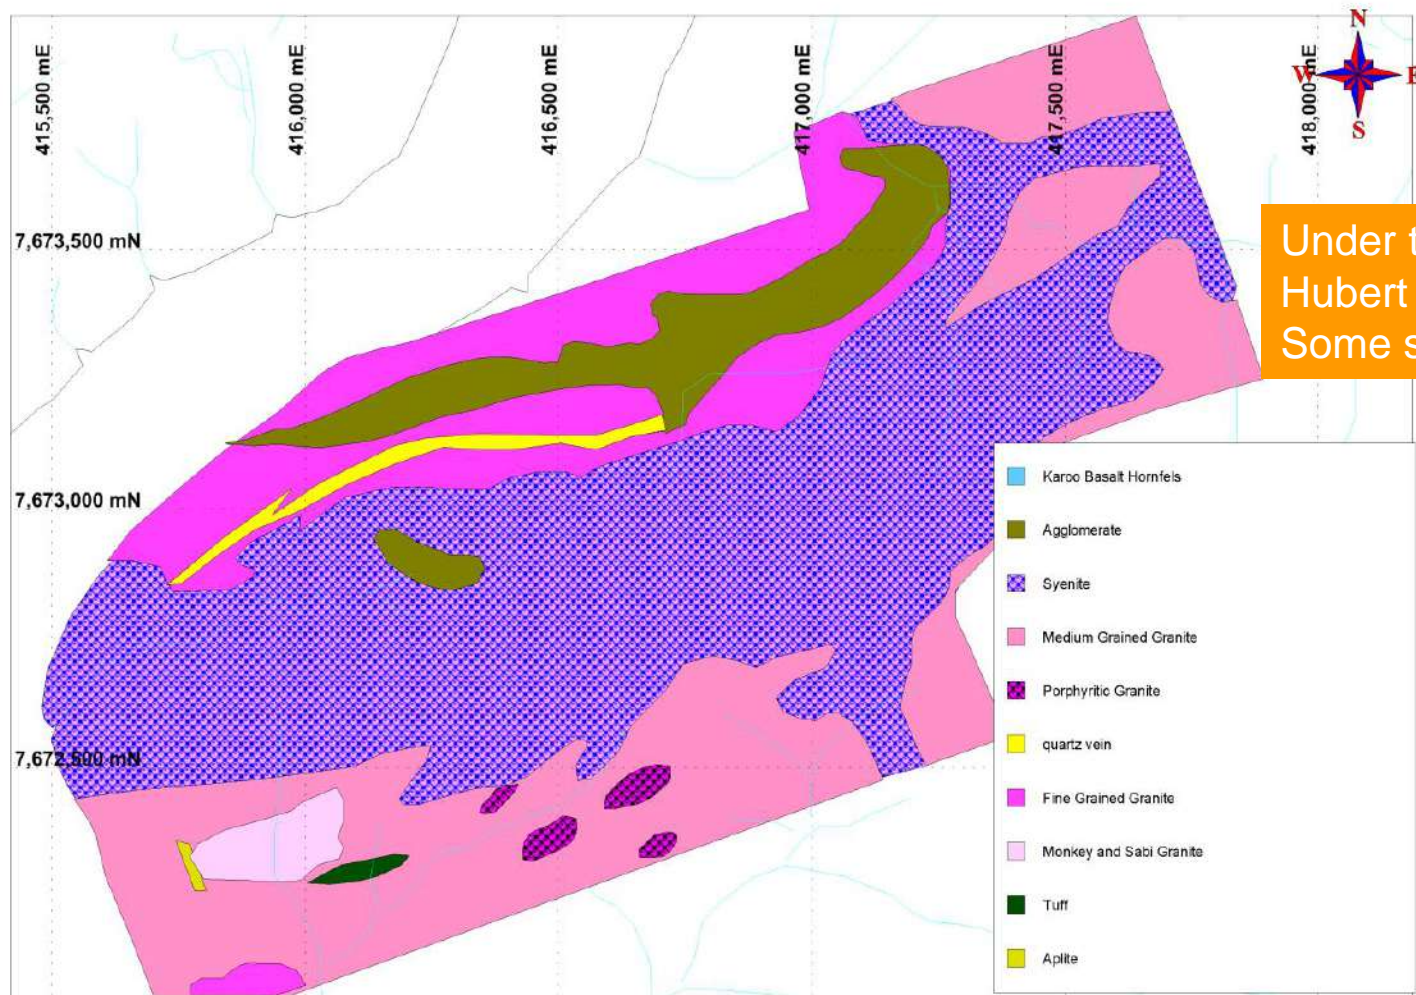 N
W E
S
415,500 mE
416,000 mE
416,500 mE
417,000 mE
417,500 mE
418,000 mE
7,673,500 mN
7,673,000 mN
7,672,500 mN
Under
Hubert
Some
Karoo Basalt Hornfels
Agglomerate
Syenite
Medium Grained Granite
Porphyritic Granite
quartz vein
Fine Grained Granite
Monkey and Sabi Granite
Tuff
Aplite